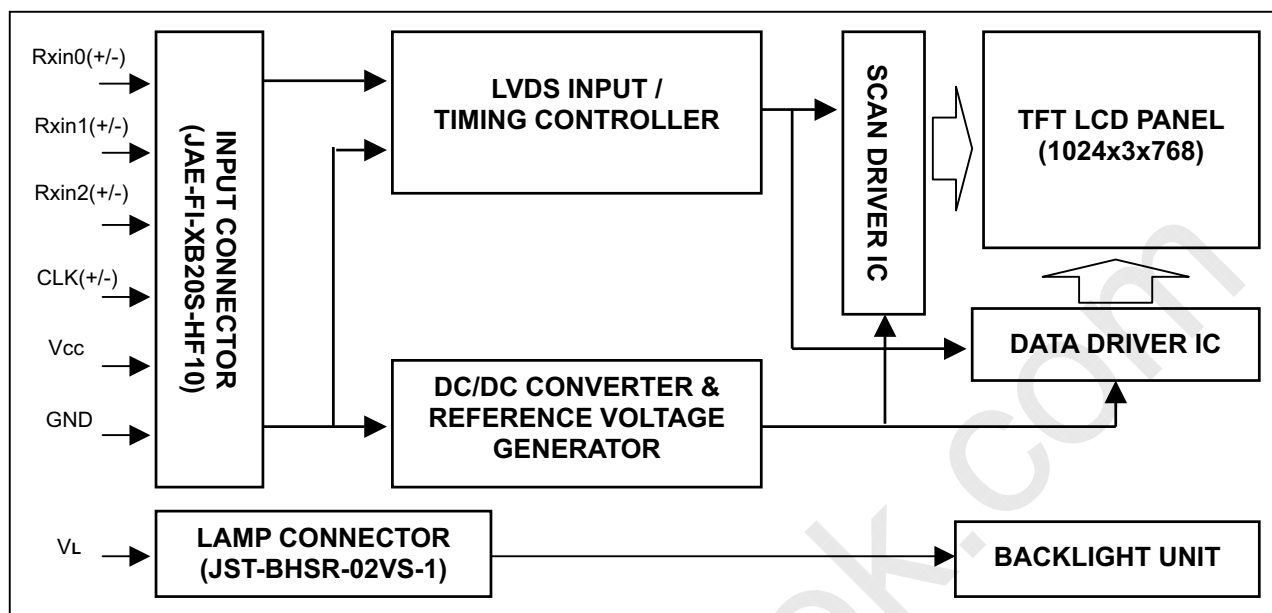 Rxin0(+/-)
Rxin1(+/-)
Rxin2(+/-)
CLK(+/-)
Vcc
GND
VL
INPUT CONNECTOR
(JAE-FI-XB20S-HF10)
LVDS INPUT /
TIMING CONTROLLER
DC/DC CONVERTER &
REFERENCE VOLTAGE
GENERATOR
SCAN DRIVER IC
TFT LCD PANEL
(1024x3x768)
DATA DRIVER IC
LAMP CONNECTOR
(JST-BHSR-02VS-1)
BACKLIGHT UNIT
ok.com